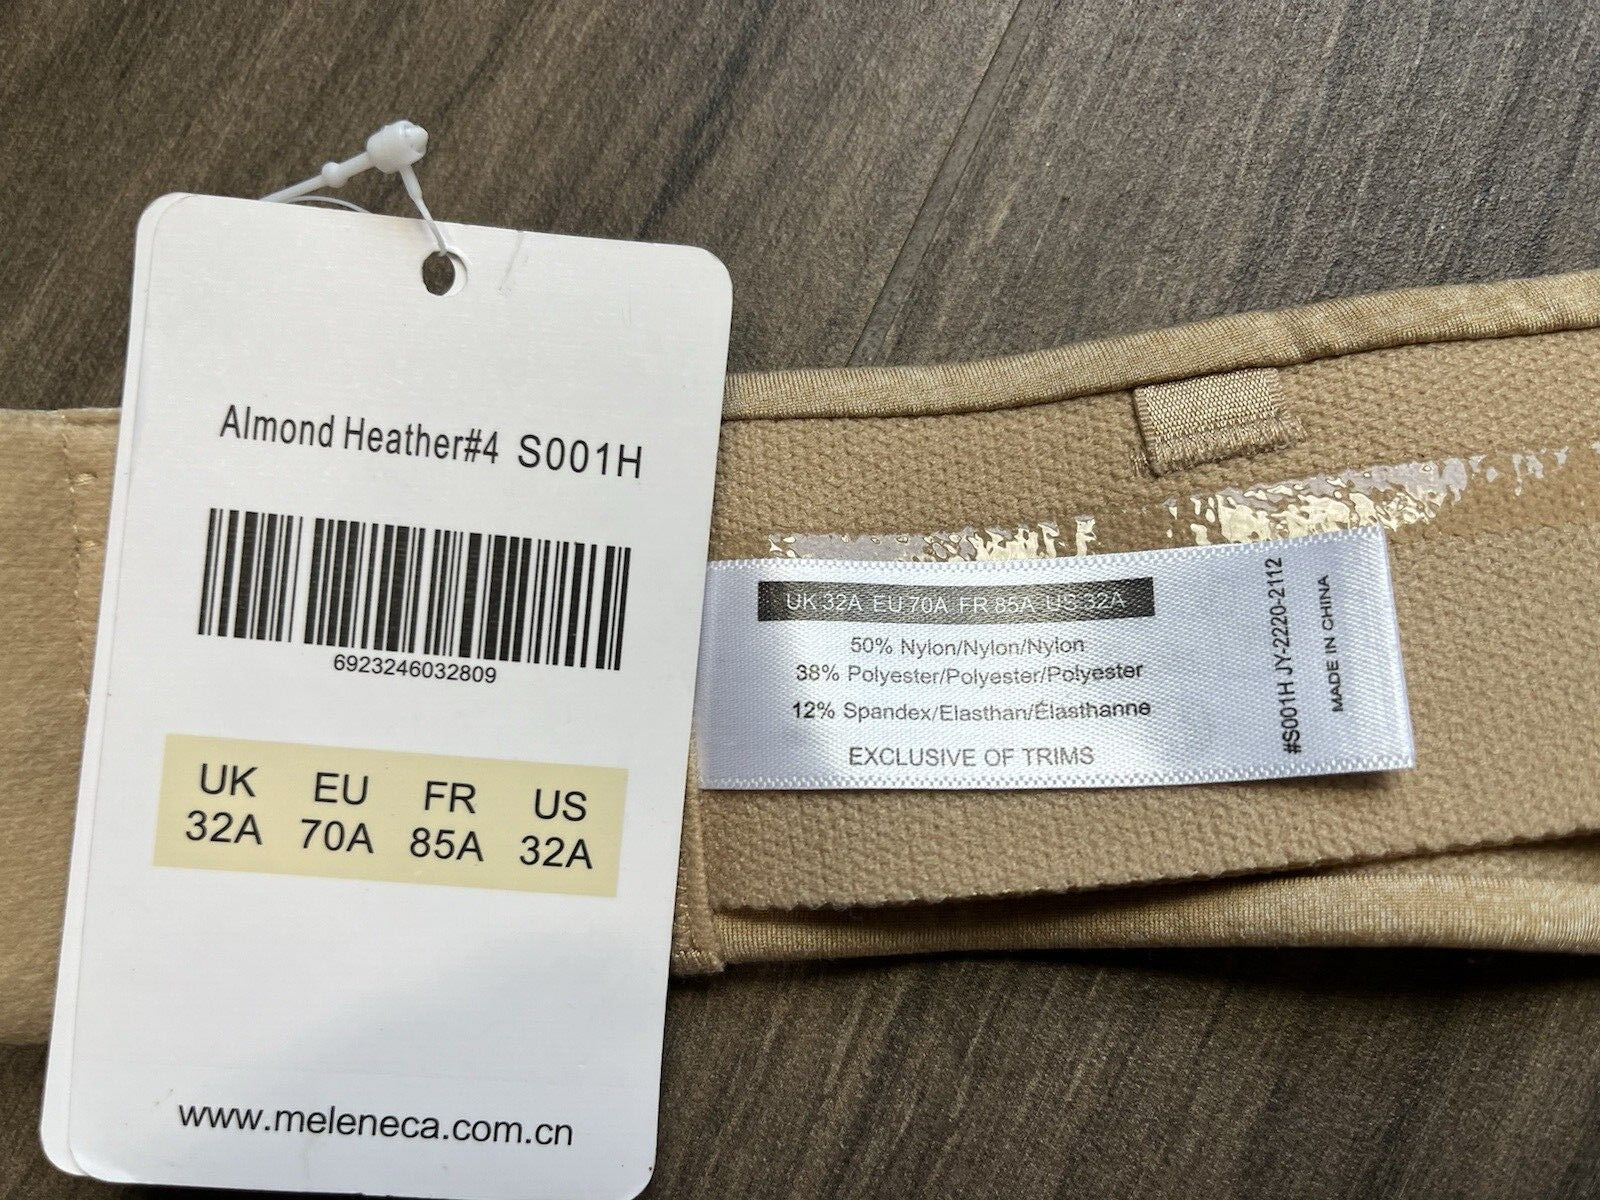 Almond Heather#4 S001H
6923246032809
UK EU FR US
32A 70A 85A 32A
www.meleneca.com.cn
UK 32A EU 70A FR 85A US 32A
50% Nylon/Nylon/Nylon
38% Polyester/Polyester/Polyester
12% Spandex/Elasthan/Élasthanne
EXCLUSIVE OF TRIMS
#S001H JY-2220-2112
MADE IN CHINA